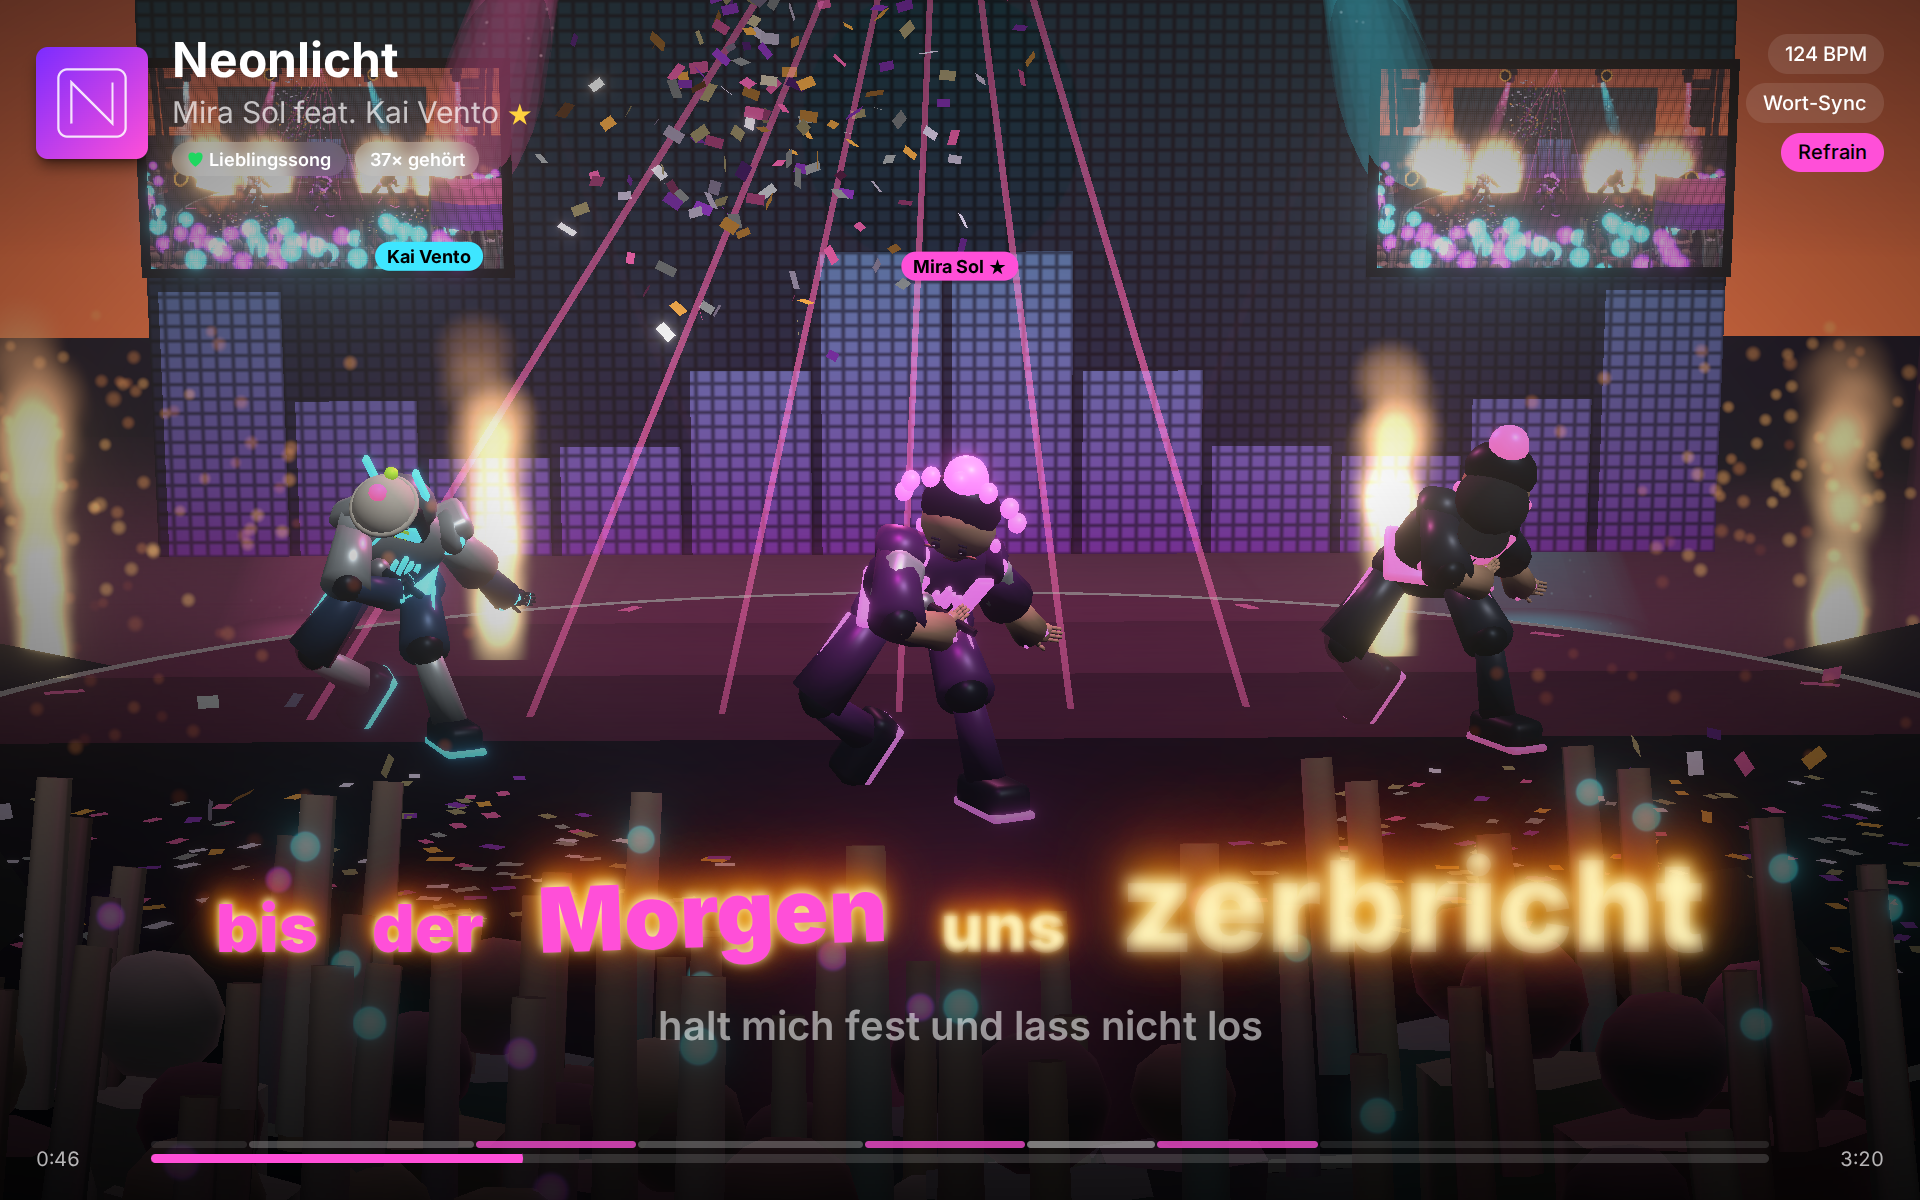 N
Neonlicht
Mira Sol feat. Kai Vento ★
Lieblingssong
37× gehört
124 BPM
Wort-Sync
Refrain
Kai Vento
Mira Sol ★
bis der Morgen uns zerbricht
halt mich fest und lass nicht los
0:46
3:20